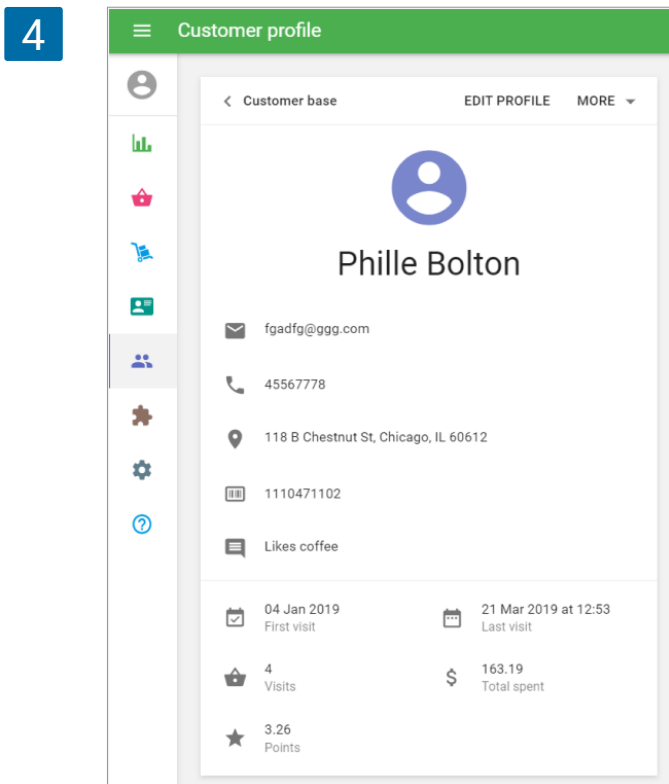 4
Customer profile
Customer base
EDIT PROFILE
MORE
Phille Bolton
fgadfg@ggg.com
45567778
118 B Chestnut St, Chicago, IL 60612
1110471102
Likes coffee
04 Jan 2019
First visit
21 Mar 2019 at 12:53
Last visit
4
Visits
163.19
Total spent
3.26
Points